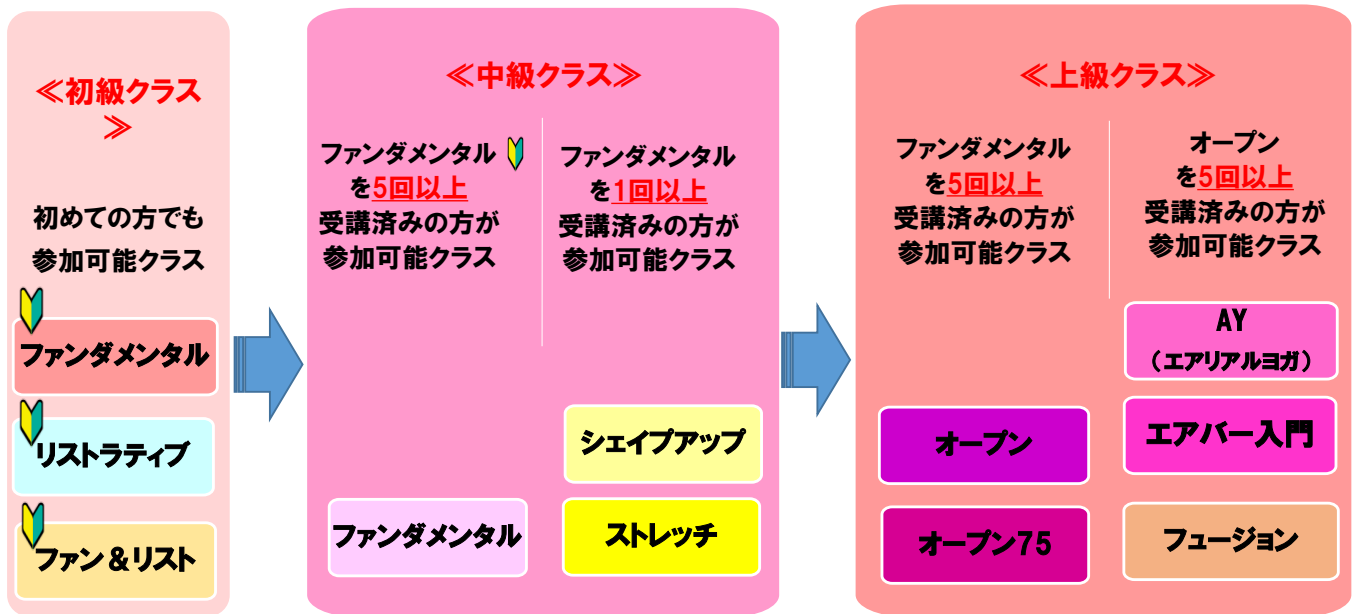 ≪初級クラス
≫
初めての方でも
参加可能クラス
ファンダメンタル
リストラティブ
ファン＆リスト
≪中級クラス≫
ファンダメンタル
を5回以上
受講済みの方が
参加可能クラス
ファンダメンタル
ファンダメンタル
を1回以上
受講済みの方が
参加可能クラス
シェイプアップ
ストレッチ
≪上級クラス≫
ファンダメンタル
を5回以上
受講済みの方が
参加可能クラス
オープン
オープン75
オープン
を5回以上
受講済みの方が
参加可能クラス
AY
（エアリアルヨガ）
エアバー入門
フュージョン